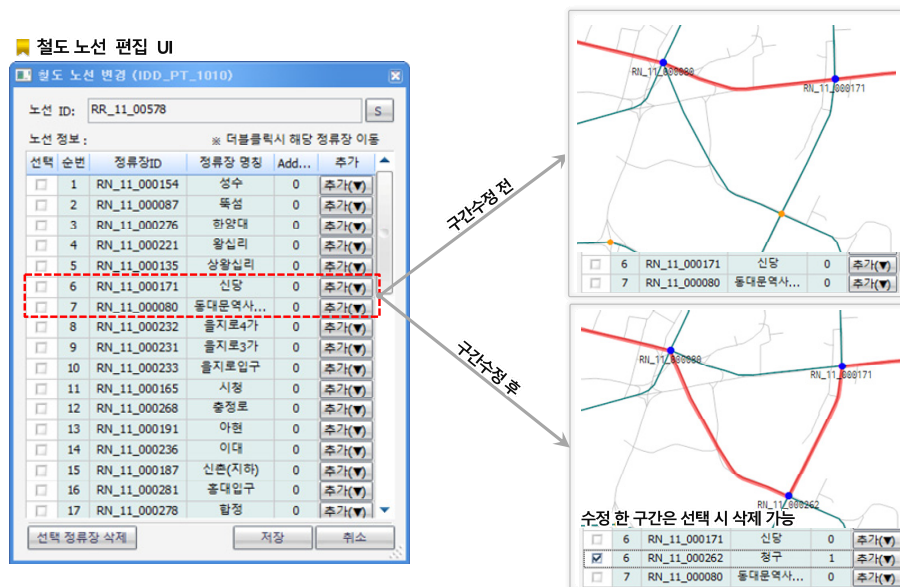 철도 노선 편집 UI
철도 노선 변경 (IDD_PT_1010)
노선 ID: RR_11_00578 S
노선 정보 : ※ 더블클릭시 해당 정류장 이동
선택 순번 정류장ID 정류장 명칭 Add... 추가
1 RN_11_000154 성수 0 추가(▼)
2 RN_11_000087 뚝섬 0 추가(▼)
3 RN_11_000276 하양대 0 추가(▼)
4 RN_11_000221 왕십리 0 추가(▼)
5 RN_11_000135 상왕십리 0 추가(▼)
6 RN_11_000171 신당 0 추가(▼)
7 RN_11_000080 동대문역사... 0 추가(▼)
8 RN_11_000232 을지로4가 0 추가(▼)
9 RN_11_000231 을지로3가 0 추가(▼)
10 RN_11_000233 을지로입구 0 추가(▼)
11 RN_11_000165 시청 0 추가(▼)
12 RN_11_000268 충정로 0 추가(▼)
13 RN_11_000191 아현 0 추가(▼)
14 RN_11_000236 이대 0 추가(▼)
15 RN_11_000187 신촌(지하) 0 추가(▼)
16 RN_11_000281 홍대입구 0 추가(▼)
17 RN_11_000278 합정 0 추가(▼)
선택 정류장 삭제 저장 취소
구간수정 전
구간수정 후
RN_11_000080
RN_11_000171
6 RN_11_000171 신당 0 추가(▼)
7 RN_11_000080 동대문역사... 0 추가(▼)
RN_11_000080
RN_11_000171
RN_11_000262
수정 한 구간은 선택 시 삭제 가능
6 RN_11_000171 신당 0 추가(▼)
6 RN_11_000262 청구 1 추가(▼)
7 RN_11_000080 동대문역사... 0 추가(▼)